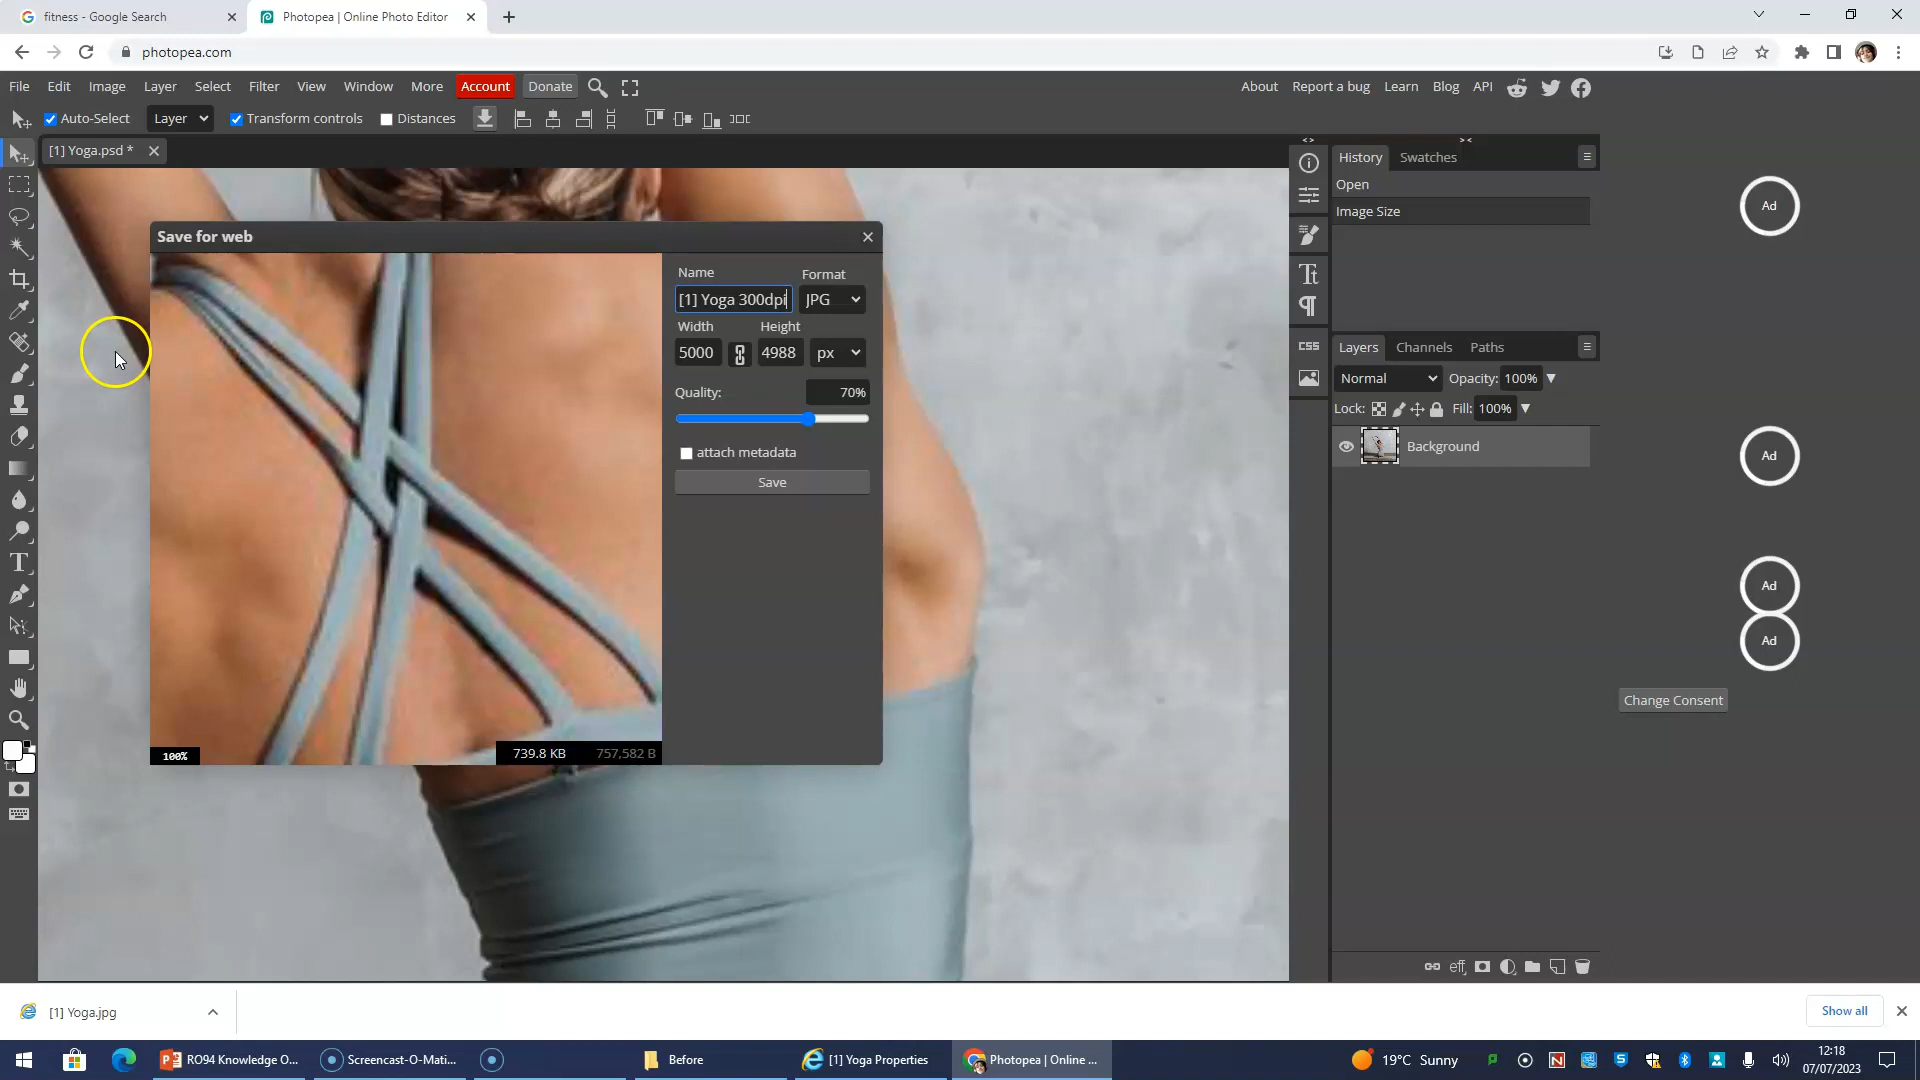 fitness - Google Search
Photopea | Online Photo Editor
photopea.com
File Edit Image Layer Select Filter View Window More Account Donate
About Report a bug Learn Blog API
Auto-Select Layer Transform controls Distances
[1] Yoga.psd *
History Swatches
Open
Image Size
Save for web
Name Format
[1] Yoga 300dpi JPG
Width Height
5000 4988 px
Quality: 70%
attach metadata
Save
100% 739.8 KB 757,582 B
CSS
Layers Channels Paths
Normal Opacity: 100%
Lock: Fill: 100%
Background
eff
Ad
Ad
Ad
Ad
Change Consent
[1] Yoga.jpg
Show all
RO94 Knowledge O...
Screencast-O-Mati...
Before
[1] Yoga Properties
Photopea | Online ...
19°C Sunny
12:18
07/07/2023